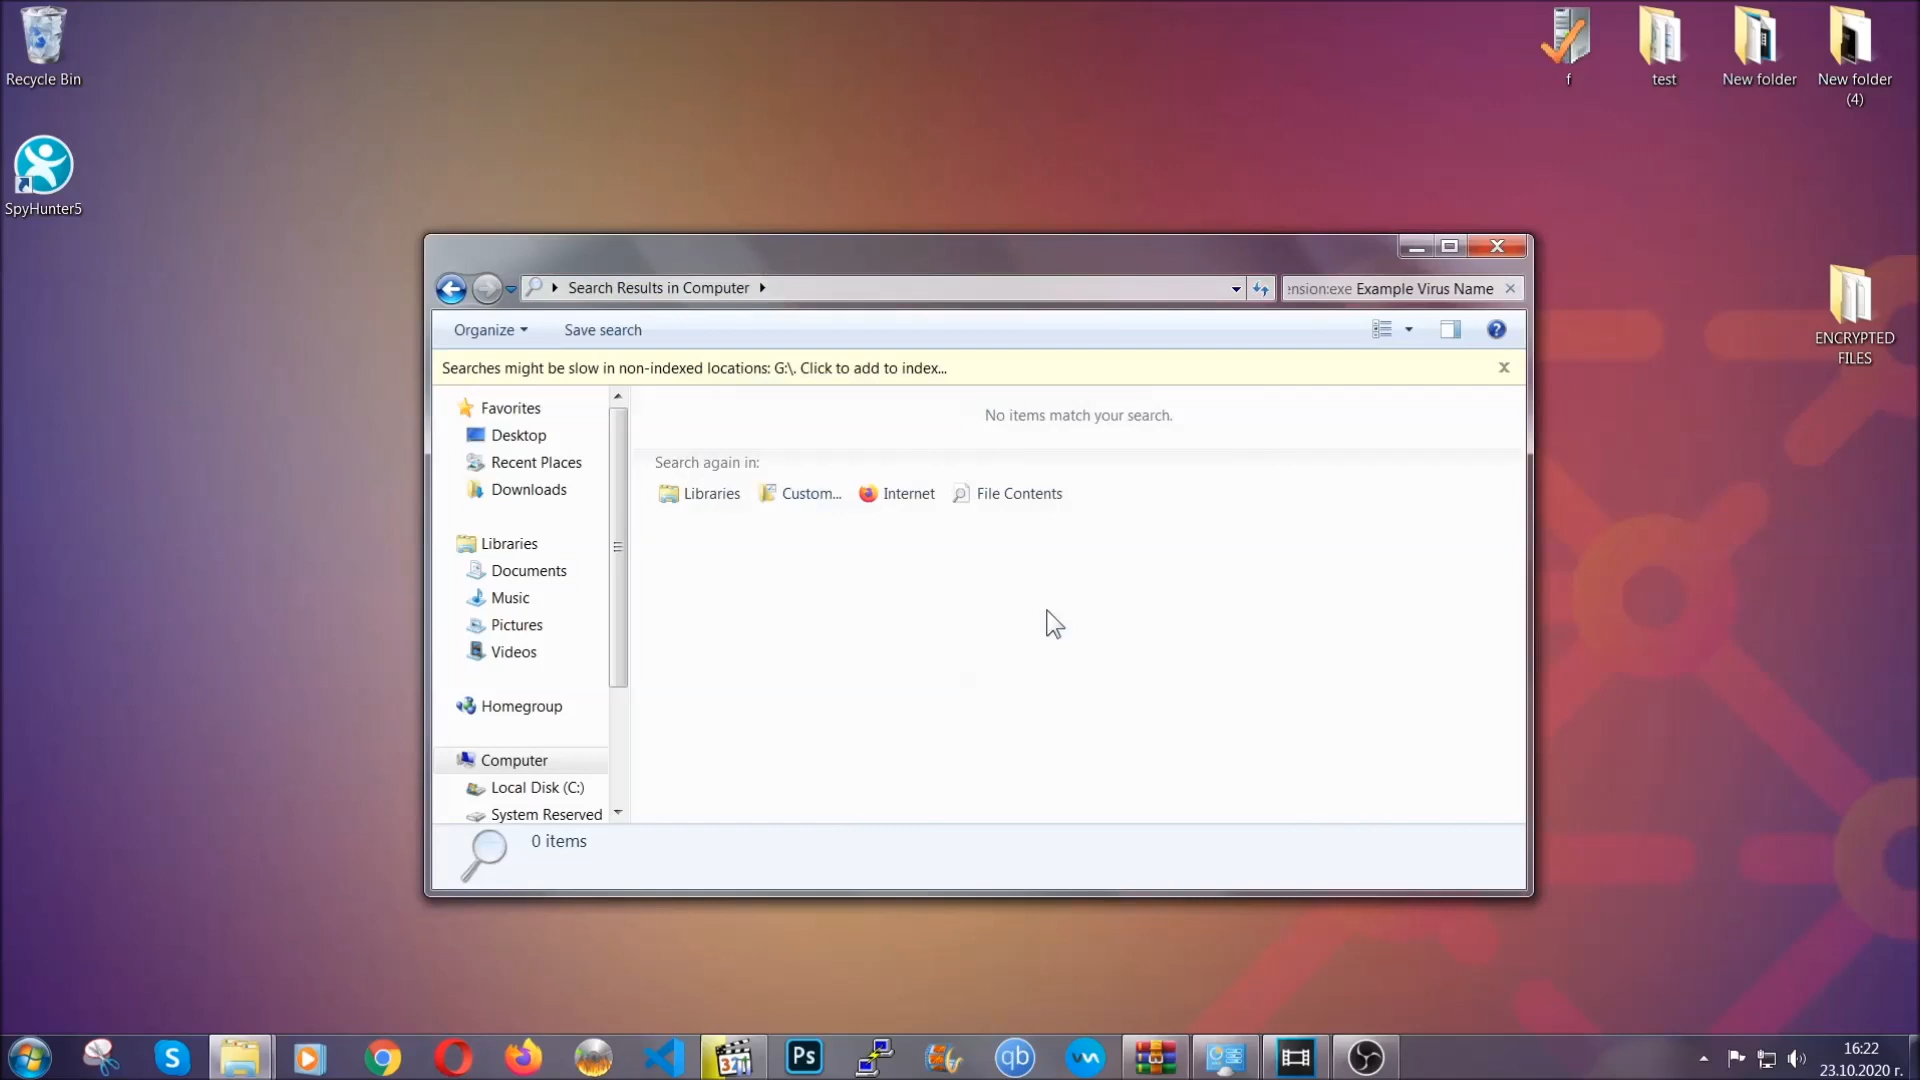 Recycle Bin
SpyHunter5
f
test
New folder
New folder
(4)
ENCRYPTED
FILES
Search Results in Computer
ension:exe Example Virus Name
Organize
Save search
Searches might be slow in non-indexed locations: G:\. Click to add to index...
Favorites
Desktop
Recent Places
Downloads
Libraries
Documents
Music
Pictures
Videos
Homegroup
Computer
Local Disk (C:)
System Reserved
No items match your search.
Search again in:
Libraries
Custom...
Internet
File Contents
0 items
S
321
Ps
qb
16:22
23.10.2020 г.